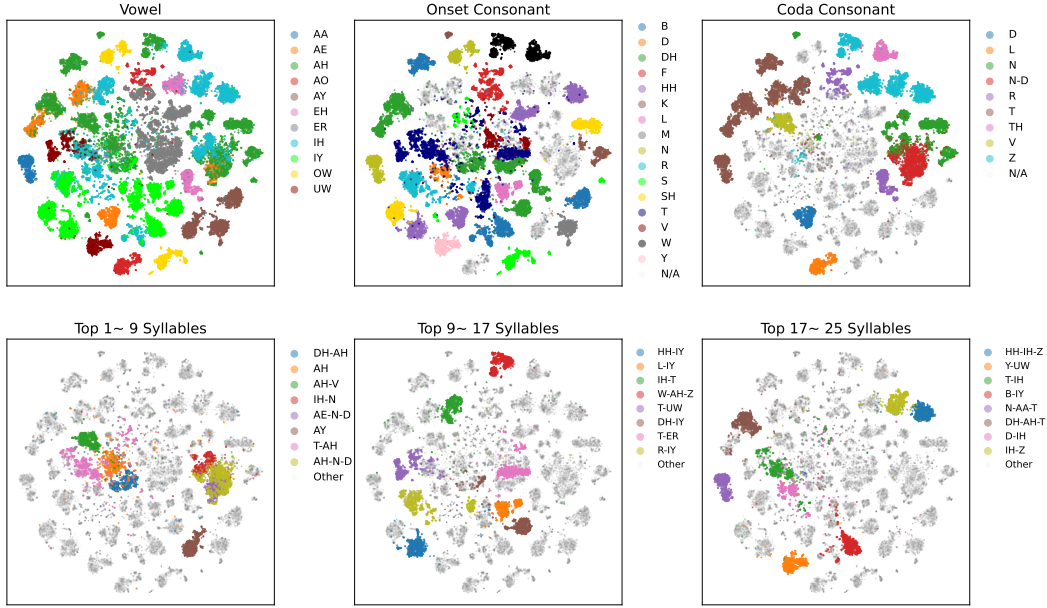 Vowel
AA
AE
AH
AO
AY
EH
ER
IH
IY
OW
UW
Onset Consonant
B
D
DH
F
HH
K
L
M
N
R
S
SH
T
V
W
Y
N/A
Coda Consonant
D
L
N
N-D
R
T
TH
V
Z
N/A
Top 1~ 9 Syllables
DH-AH
AH
AH-V
IH-N
AE-N-D
AY
T-AH
AH-N-D
Other
Top 9~ 17 Syllables
HH-IY
L-IY
IH-T
W-AH-Z
T-UW
DH-IY
T-ER
R-IY
Other
Top 17~ 25 Syllables
HH-IH-Z
Y-UW
T-IH
B-IY
N-AA-T
DH-AH-T
D-IH
IH-Z
Other